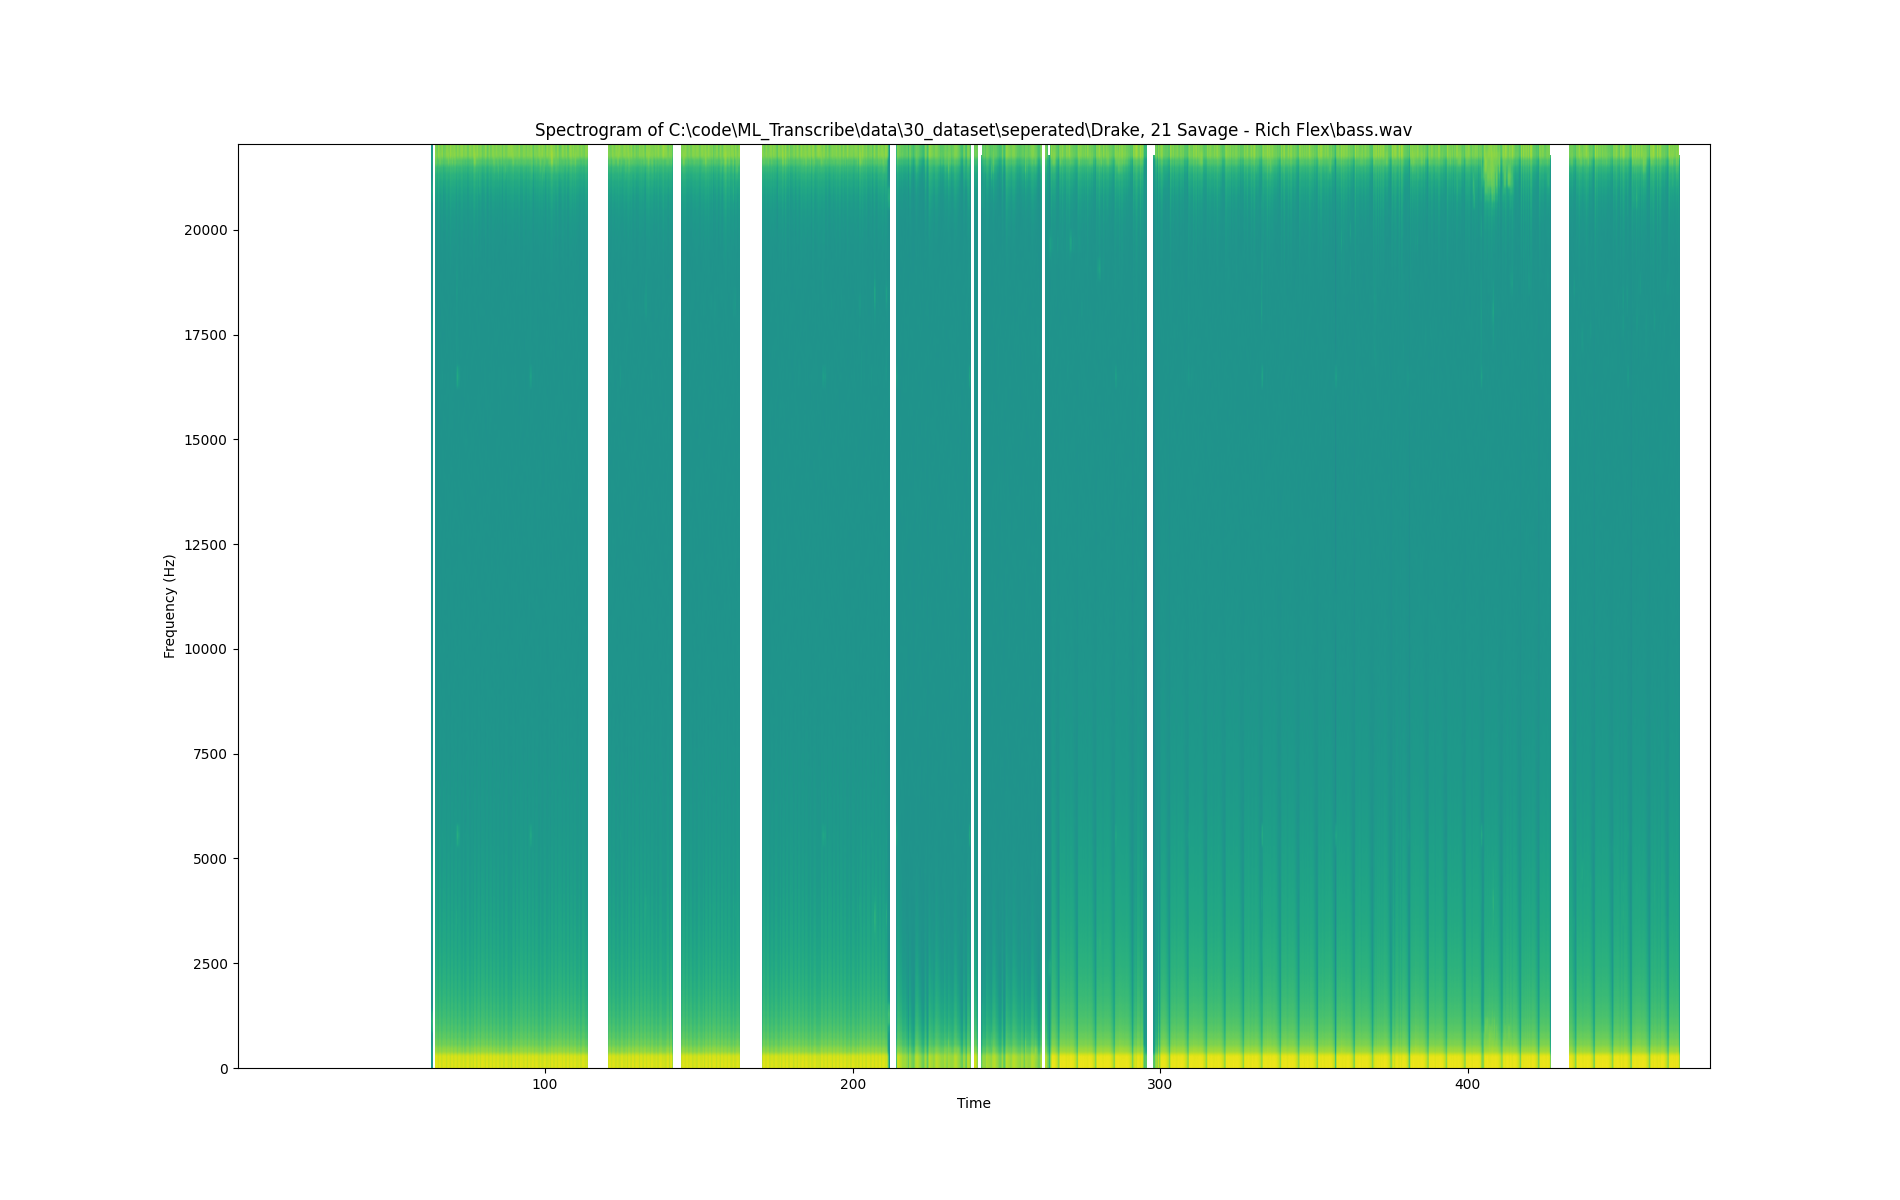 Spectrogram of C:\code\ML_Transcribe\data\30_dataset\seperated\Drake, 21 Savage - Rich Flex\bass.wav
20000
17500
15000
12500
10000
7500
5000
2500
0
Frequency (Hz)
100 200 300 400
Time